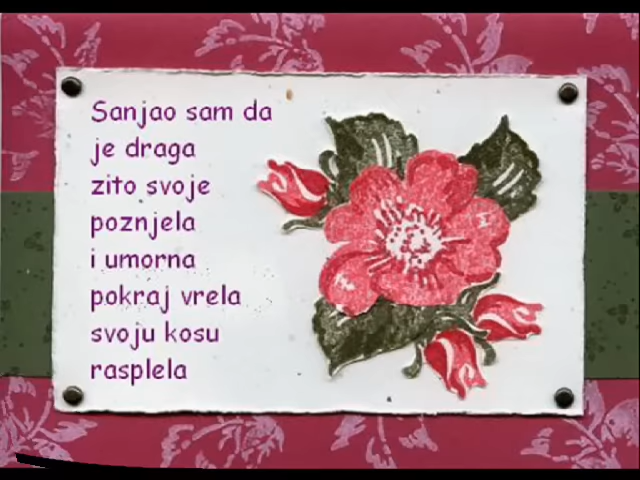 Sanjao sam da
je draga
zito svoje
poznjela
i umorna
pokraj vrela
svoju kosu
rasplela